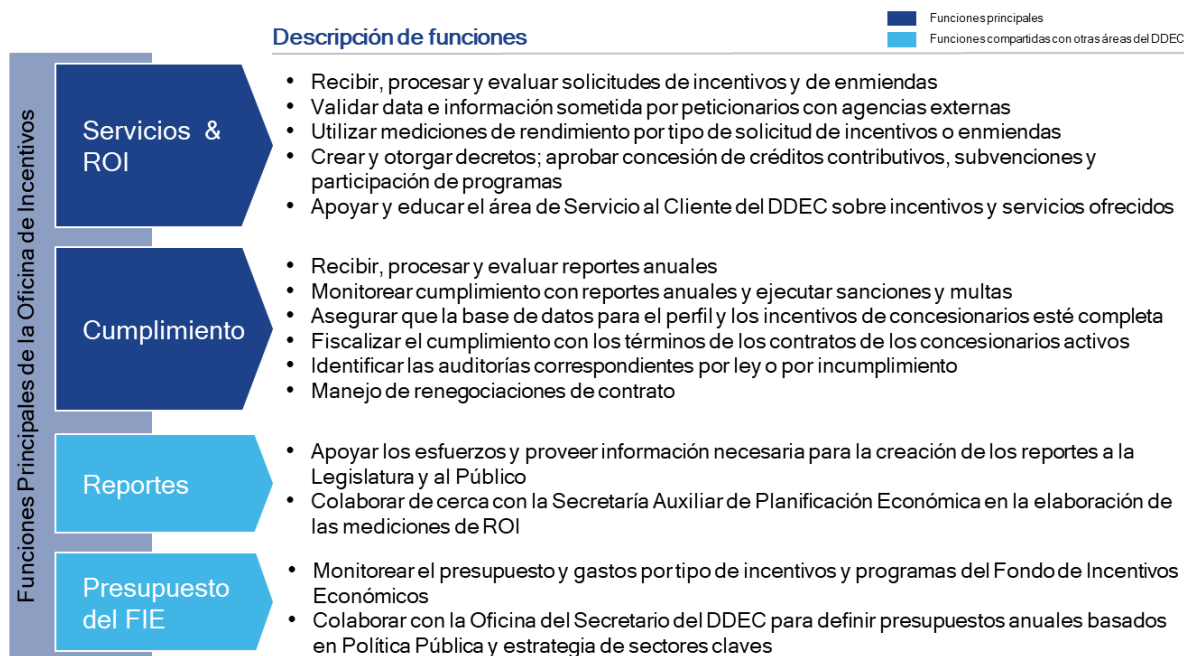 Funciones principales
Funciones compartidas con otras áreas del DDEC
Descripción de funciones
Funciones Principales de la Oficina de Incentivos
Servicios &
ROI
• Recibir, procesar y evaluar solicitudes de incentivos y de enmiendas
• Validar data e información sometida por peticionarios con agencias externas
• Utilizar mediciones de rendimiento por tipo de solicitud de incentivos o enmiendas
• Crear y otorgar decretos; aprobar concesión de créditos contributivos, subvenciones y
participación de programas
• Apoyar y educar el área de Servicio al Cliente del DDEC sobre incentivos y servicios ofrecidos
Cumplimiento
• Recibir, procesar y evaluar reportes anuales
• Monitorear cumplimiento con reportes anuales y ejecutar sanciones y multas
• Asegurar que la base de datos para el perfil y los incentivos de concesionarios esté completa
• Fiscalizar el cumplimiento con los términos de los contratos de los concesionarios activos
• Identificar las auditorías correspondientes por ley o por incumplimiento
• Manejo de renegociaciones de contrato
Reportes
• Apoyar los esfuerzos y proveer información necesaria para la creación de los reportes a la
Legislatura y al Público
• Colaborar de cerca con la Secretaría Auxiliar de Planificación Económica en la elaboración de
las mediciones de ROI
Presupuesto
del FIE
• Monitorear el presupuesto y gastos por tipo de incentivos y programas del Fondo de Incentivos
Económicos
• Colaborar con la Oficina del Secretario del DDEC para definir presupuestos anuales basados
en Política Pública y estrategia de sectores claves